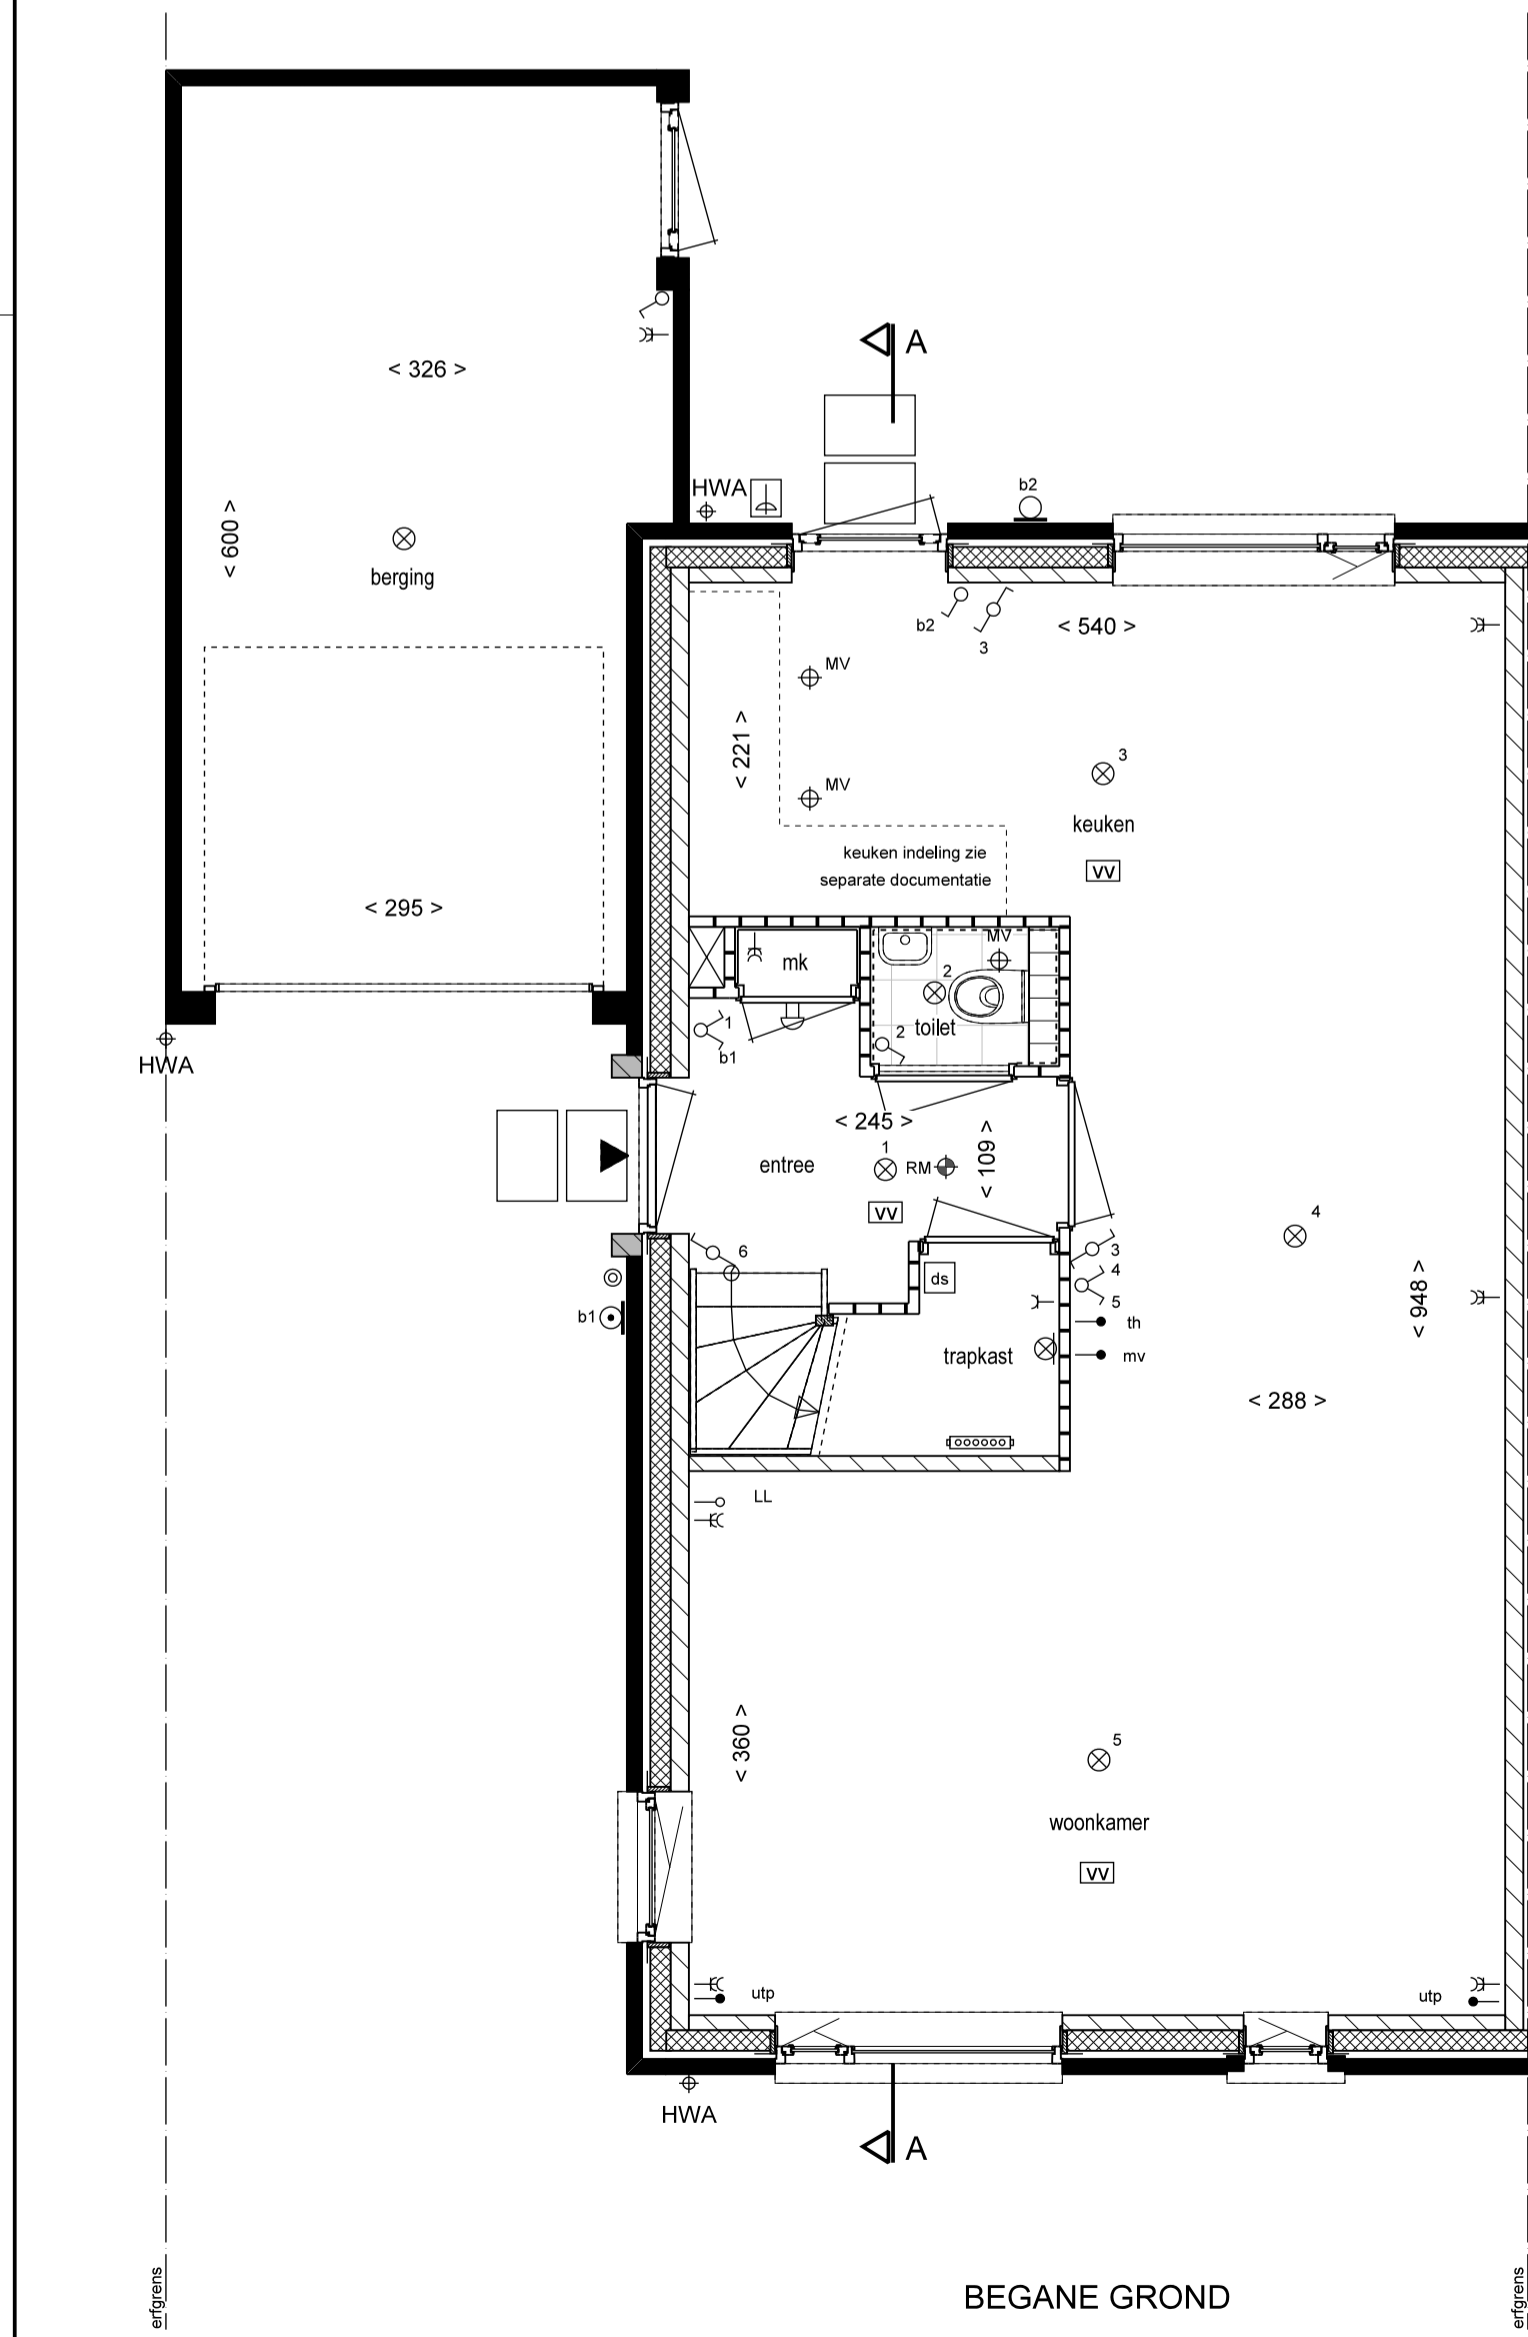 A
< 326 >
b2
HWA
< 600 >
berging
b2
3
< 540 >
MV
< 221 >
3
MV
keuken
keuken indeling zie
separate documentatie
VV
< 295 >
MV
mk
2
toilet
1
2
b1
HWA
< 245 >
< 109 >
1
entree
RM
VV
4
6
3
4
ds
5
b1
th
< 948 >
trapkast
mv
< 288 >
LL
< 360 >
5
woonkamer
VV
utp
utp
HWA
A
erfgrens
erfgrens
BEGANE GROND